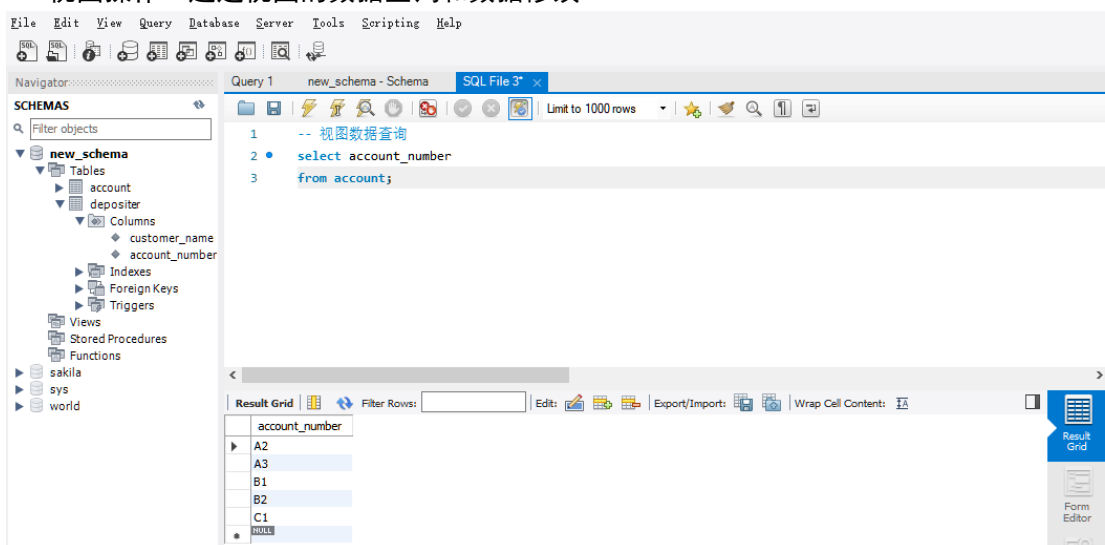 File Edit View Query Database Server Tools Scripting Help
Navigator
Query 1 new_schema - Schema SQL File 3* ×
SCHEMAS
Filter objects
new_schema
Tables
account
depositer
Columns
customer_name
account_number
Indexes
Foreign Keys
Triggers
Views
Stored Procedures
Functions
sakila
sys
world
Limit to 1000 rows
1 -- 视图数据查询
2 select account_number
3 from account;
Result Grid Filter Rows: Edit: Export/Import: Wrap Cell Content:
account_number
A2
A3
B1
B2
C1
NULL
Result
Grid
Form
Editor